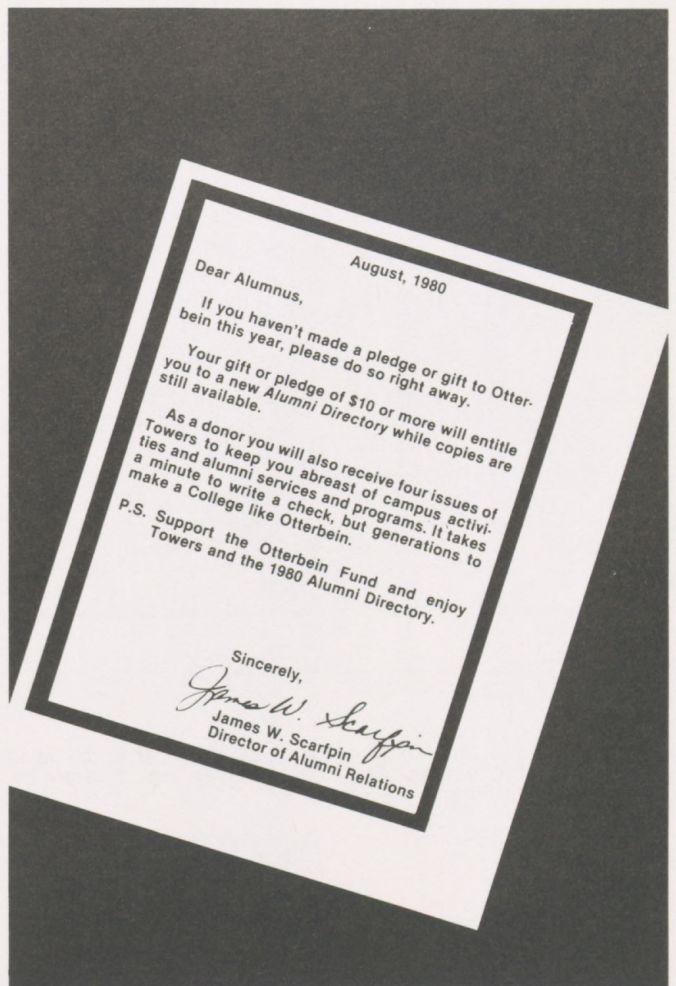 August, 1980
Dear Alumnus,
If you haven't made a pledge or gift to Otter-
bein this year, please do so right away.
Your gift or pledge of $10 or more will entitle
you to a new Alumni Directory while copies are
still available.
As a donor you will also receive four issues of
Towers to keep you abreast of campus activi-
ties and alumni services and programs. It takes
a minute to write a check, but generations to
make a College like Otterbein.
P.S. Support the Otterbein Fund and enjoy
Towers and the 1980 Alumni Directory.
Sincerely,
James W. Scarfpin
James W. Scarfpin
Director of Alumni Relations